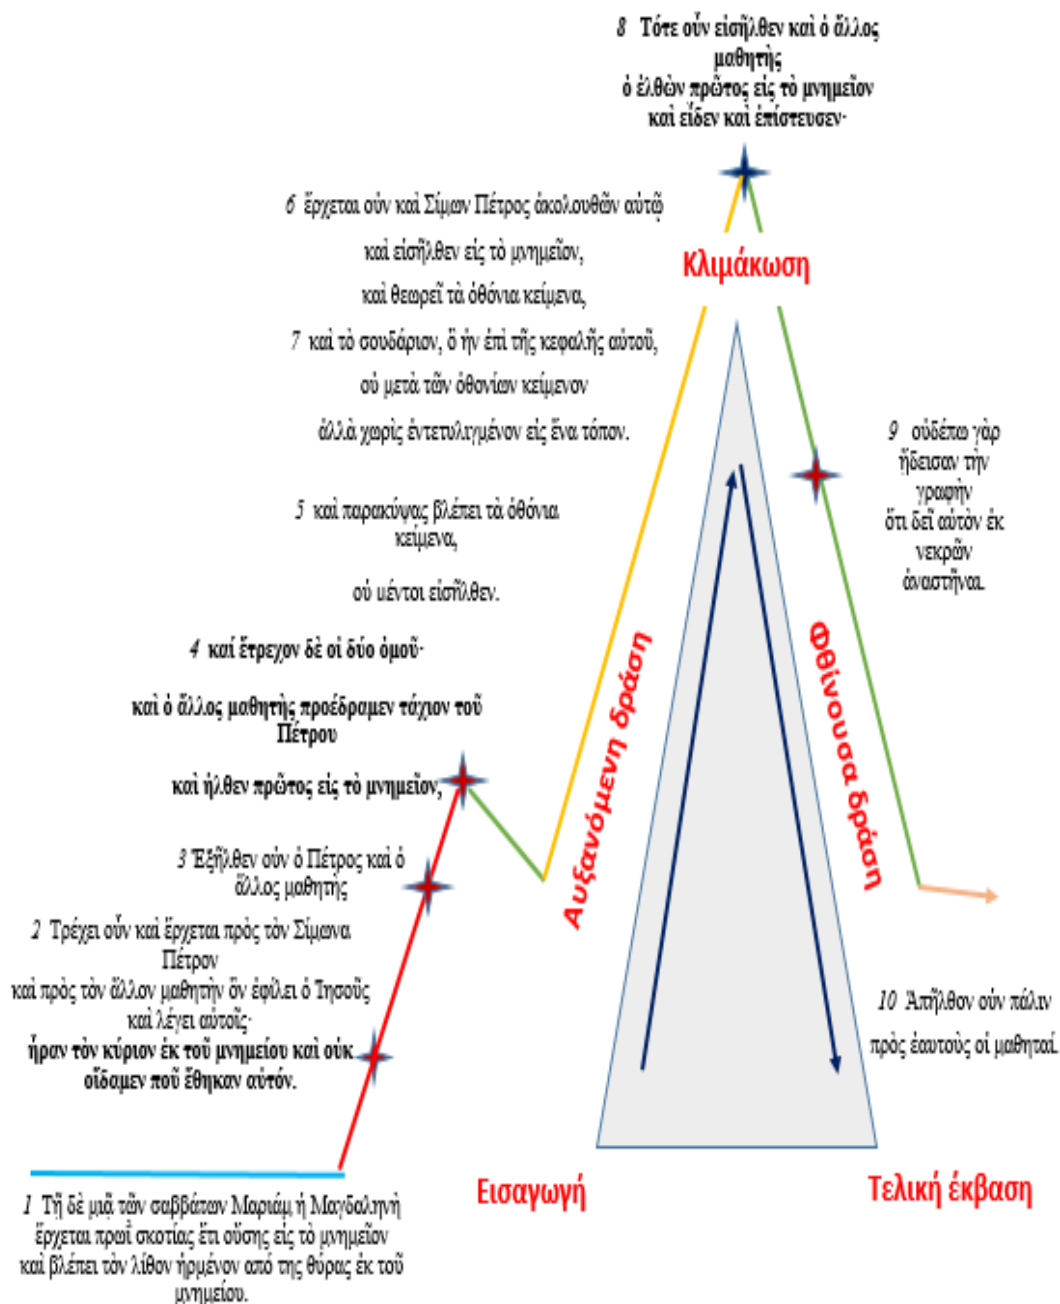 8 Τότε οὖν εἰσῆλθεν καὶ ὁ ἄλλος
μαθητὴς
ὁ ἐλθὼν πρῶτος εἰς τὸ μνημεῖον
καὶ εἶδεν καὶ ἐπίστευσεν·
6 ἔρχεται οὖν καὶ Σίμων Πέτρος ἀκολουθῶν αὐτῷ
καὶ εἰσῆλθεν εἰς τὸ μνημεῖον,
καὶ θεωρεῖ τὰ ὀθόνια κείμενα,
7 καὶ τὸ σουδάριον, ὃ ἦν ἐπὶ τῆς κεφαλῆς αὐτοῦ,
οὐ μετὰ τῶν ὀθονίων κείμενον
ἀλλὰ χωρὶς ἐντετυλιγμένον εἰς ἕνα τόπον.
Κλιμάκωση
5 καὶ παρακύψας βλέπει τὰ ὀθόνια
κείμενα,
οὐ μέντοι εἰσῆλθεν.
9 οὐδέπω γὰρ
ᾔδεισαν τὴν
γραφὴν
ὅτι δεῖ αὐτὸν ἐκ
νεκρῶν
ἀναστῆναι.
4 καί ἔτρεχον δὲ οἱ δύο ὁμοῦ·
καὶ ὁ ἄλλος μαθητὴς προέδραμεν τάχιον τοῦ
Πέτρου
καὶ ἦλθεν πρῶτος εἰς τὸ μνημεῖον,
Αυξανόμενη δράση
Φθίνουσα δράση
3 Ἐξῆλθεν οὖν ὁ Πέτρος καὶ ὁ
ἄλλος μαθητὴς
2 Τρέχει οὖν καὶ ἔρχεται πρὸς τὸν Σίμωνα
Πέτρον
καὶ πρὸς τὸν ἄλλον μαθητὴν ὃν ἐφίλει ὁ Ἰησοῦς
καὶ λέγει αὐτοῖς·
ἦραν τὸν κύριον ἐκ τοῦ μνημείου καὶ οὐκ
οἴδαμεν ποῦ ἔθηκαν αὐτόν.
10 Ἀπῆλθον οὖν πάλιν
πρὸς ἑαυτοὺς οἱ μαθηταί.
1 Τῇ δὲ μιᾷ τῶν σαββάτων Μαριάμ ἡ Μαγδαληνὴ
ἔρχεται πρωῒ σκοτίας ἔτι οὔσης εἰς τὸ μνημεῖον
καὶ βλέπει τὸν λίθον ἠρμένον από της θύρας ἐκ τοῦ
μνημείου.
Εισαγωγή
Τελική έκβαση